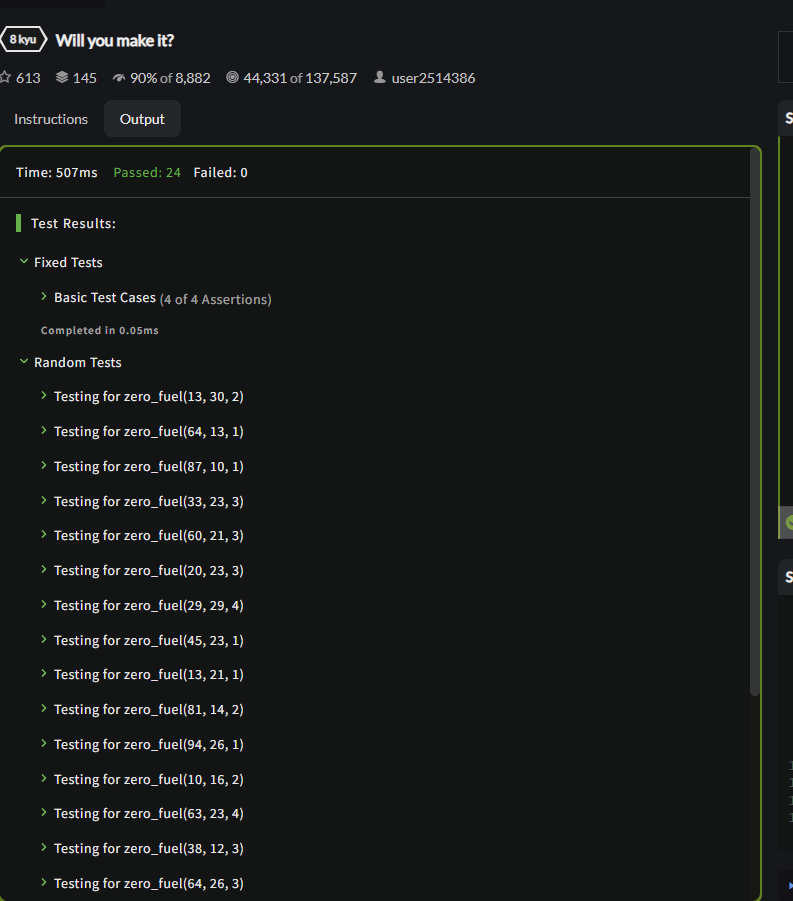 8 kyu Will you make it?
613 145 90% of 8,882 44,331 of 137,587 user2514386
Instructions Output
Time: 507ms Passed: 24 Failed: 0
Test Results:
Fixed Tests
Basic Test Cases (4 of 4 Assertions)
Completed in 0.05ms
Random Tests
Testing for zero_fuel(13, 30, 2)
Testing for zero_fuel(64, 13, 1)
Testing for zero_fuel(87, 10, 1)
Testing for zero_fuel(33, 23, 3)
Testing for zero_fuel(60, 21, 3)
Testing for zero_fuel(20, 23, 3)
Testing for zero_fuel(29, 29, 4)
Testing for zero_fuel(45, 23, 1)
Testing for zero_fuel(13, 21, 1)
Testing for zero_fuel(81, 14, 2)
Testing for zero_fuel(94, 26, 1)
Testing for zero_fuel(10, 16, 2)
Testing for zero_fuel(63, 23, 4)
Testing for zero_fuel(38, 12, 3)
Testing for zero_fuel(64, 26, 3)